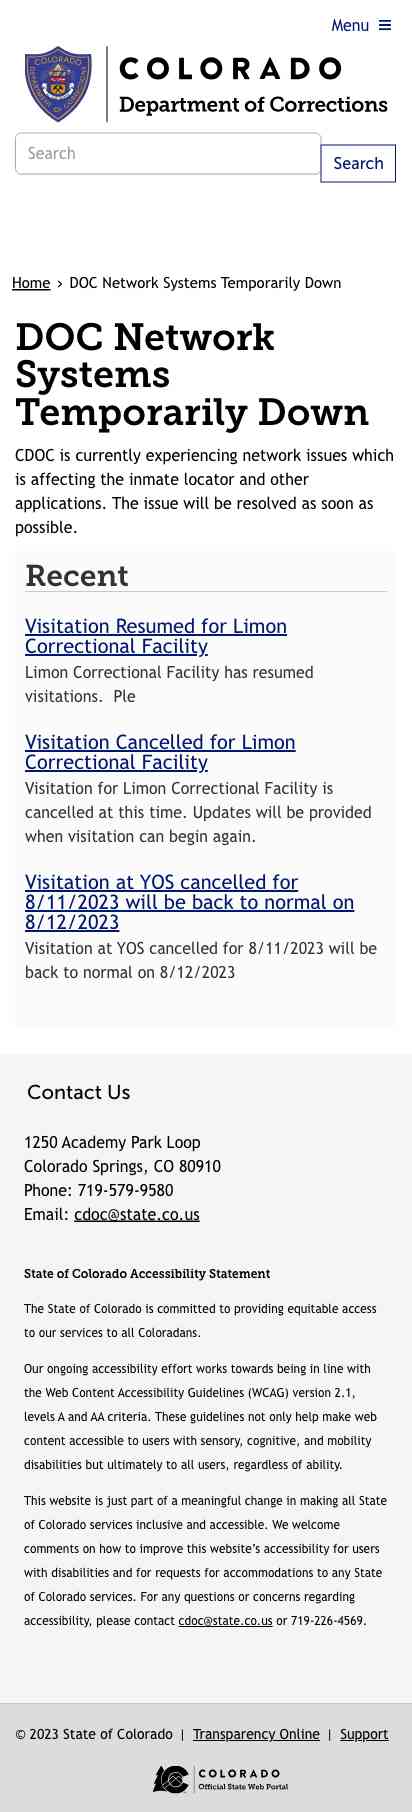 Menu
COLORADO
Department of Corrections
Search
Search
Home › DOC Network Systems Temporarily Down
DOC Network
Systems
Temporarily Down
CDOC is currently experiencing network issues which
is affecting the inmate locator and other
applications. The issue will be resolved as soon as
possible.
Recent
Visitation Resumed for Limon
Correctional Facility
Limon Correctional Facility has resumed
visitations.  Ple
Visitation Cancelled for Limon
Correctional Facility
Visitation for Limon Correctional Facility is
cancelled at this time. Updates will be provided
when visitation can begin again.
Visitation at YOS cancelled for
8/11/2023 will be back to normal on
8/12/2023
Visitation at YOS cancelled for 8/11/2023 will be
back to normal on 8/12/2023
Contact Us
1250 Academy Park Loop
Colorado Springs, CO 80910
Phone: 719-579-9580
Email: cdoc@state.co.us
State of Colorado Accessibility Statement
The State of Colorado is committed to providing equitable access
to our services to all Coloradans.
Our ongoing accessibility effort works towards being in line with
the Web Content Accessibility Guidelines (WCAG) version 2.1,
levels A and AA criteria. These guidelines not only help make web
content accessible to users with sensory, cognitive, and mobility
disabilities but ultimately to all users, regardless of ability.
This website is just part of a meaningful change in making all State
of Colorado services inclusive and accessible. We welcome
comments on how to improve this website's accessibility for users
with disabilities and for requests for accommodations to any State
of Colorado services. For any questions or concerns regarding
accessibility, please contact cdoc@state.co.us or 719-226-4569.
© 2023 State of Colorado | Transparency Online | Support
COLORADO
Official State Web Portal